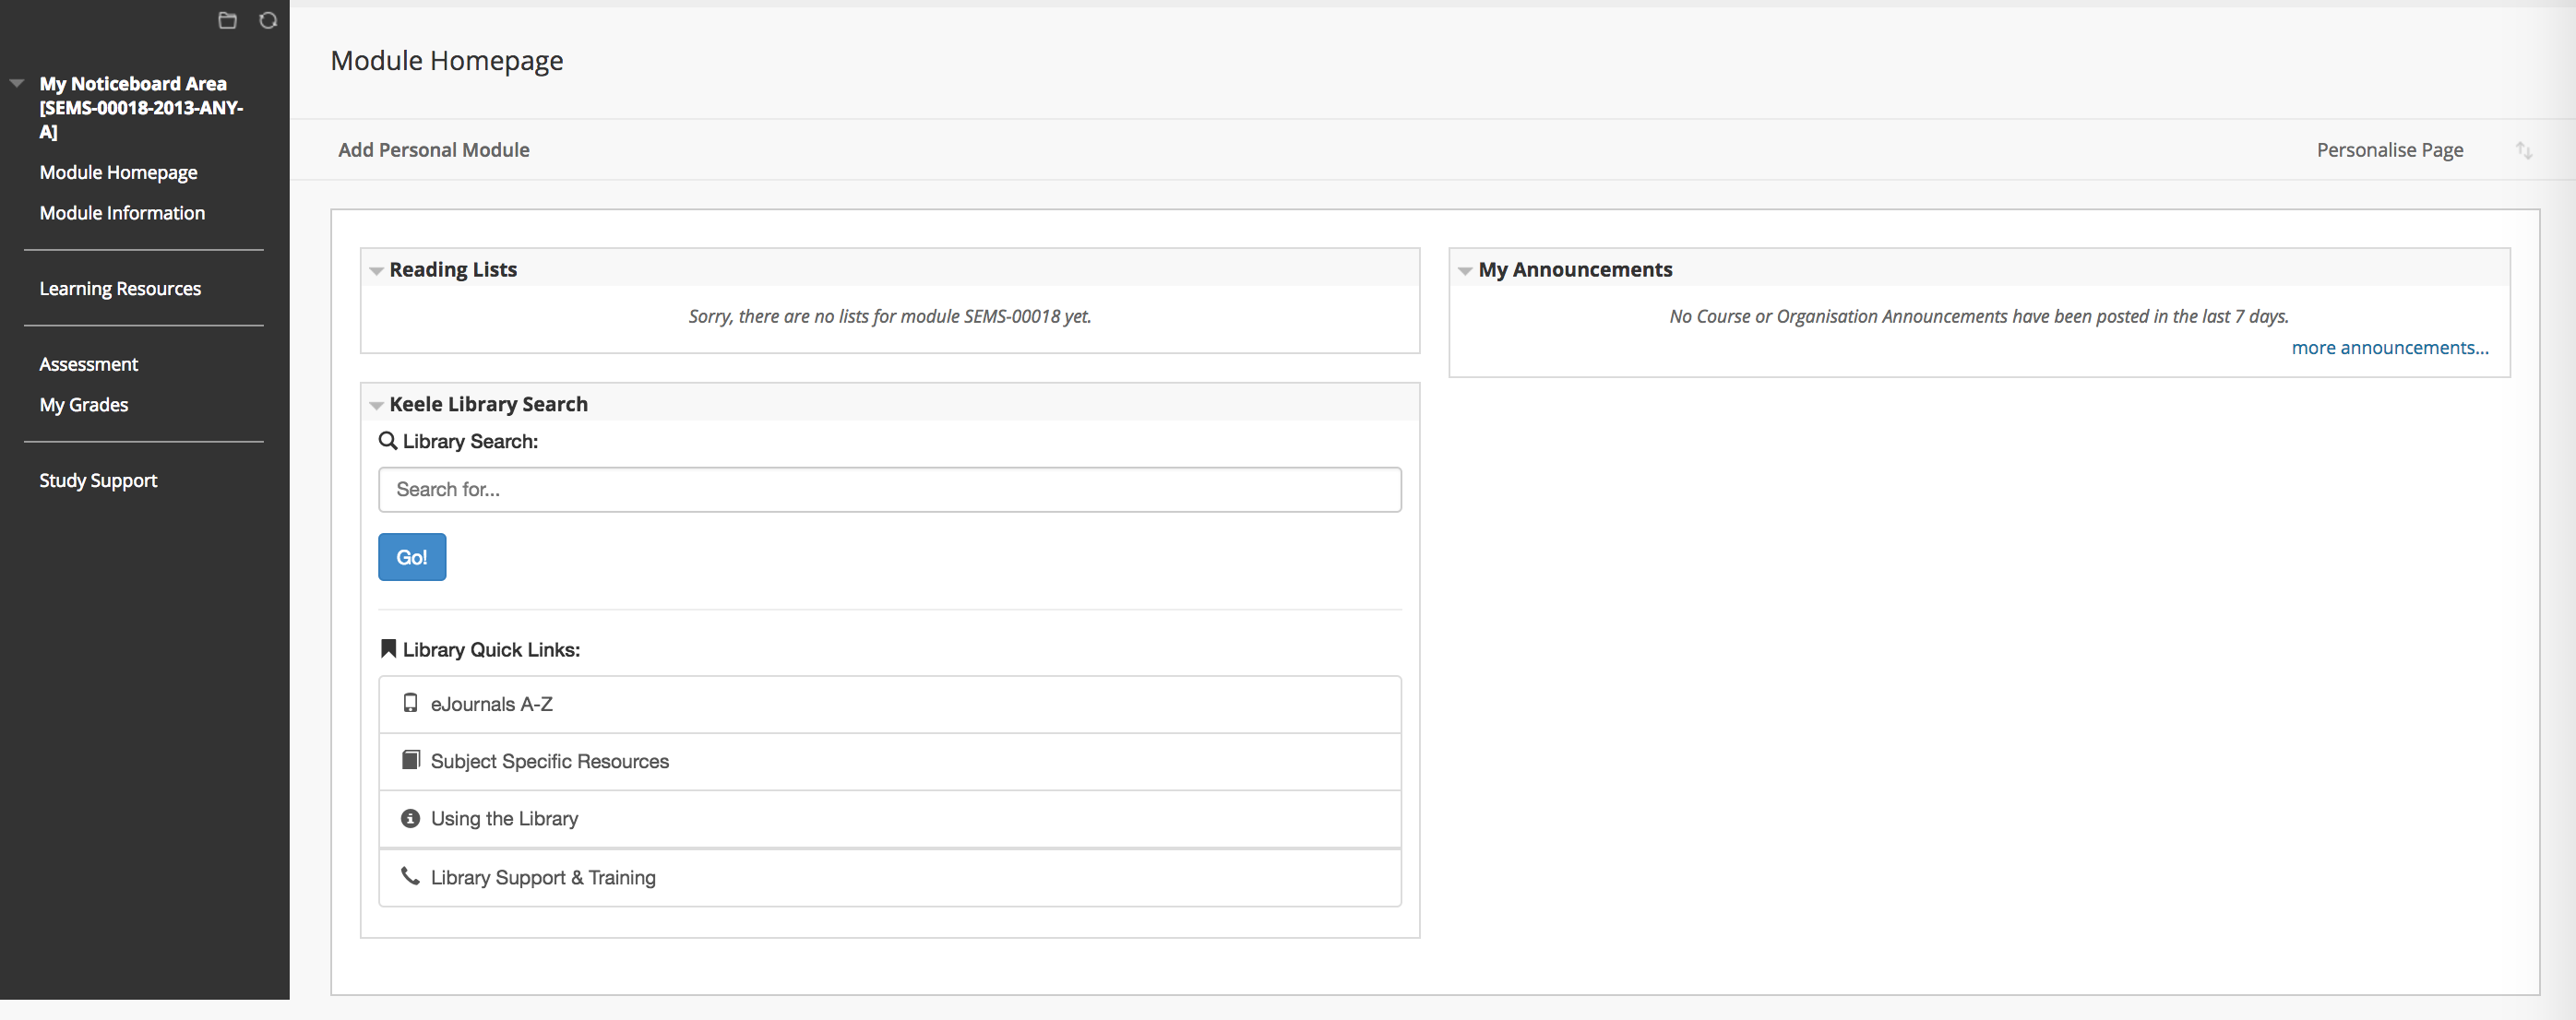 My Noticeboard Area
[SEMS-00018-2013-ANY-
A]
Module Homepage
Module Information
Learning Resources
Assessment
My Grades
Study Support
Module Homepage
Add Personal Module
Personalise Page
Reading Lists
Sorry, there are no lists for module SEMS-00018 yet.
Keele Library Search
Library Search:
Search for...
Go!
Library Quick Links:
eJournals A-Z
Subject Specific Resources
Using the Library
Library Support & Training
My Announcements
No Course or Organisation Announcements have been posted in the last 7 days.
more announcements...